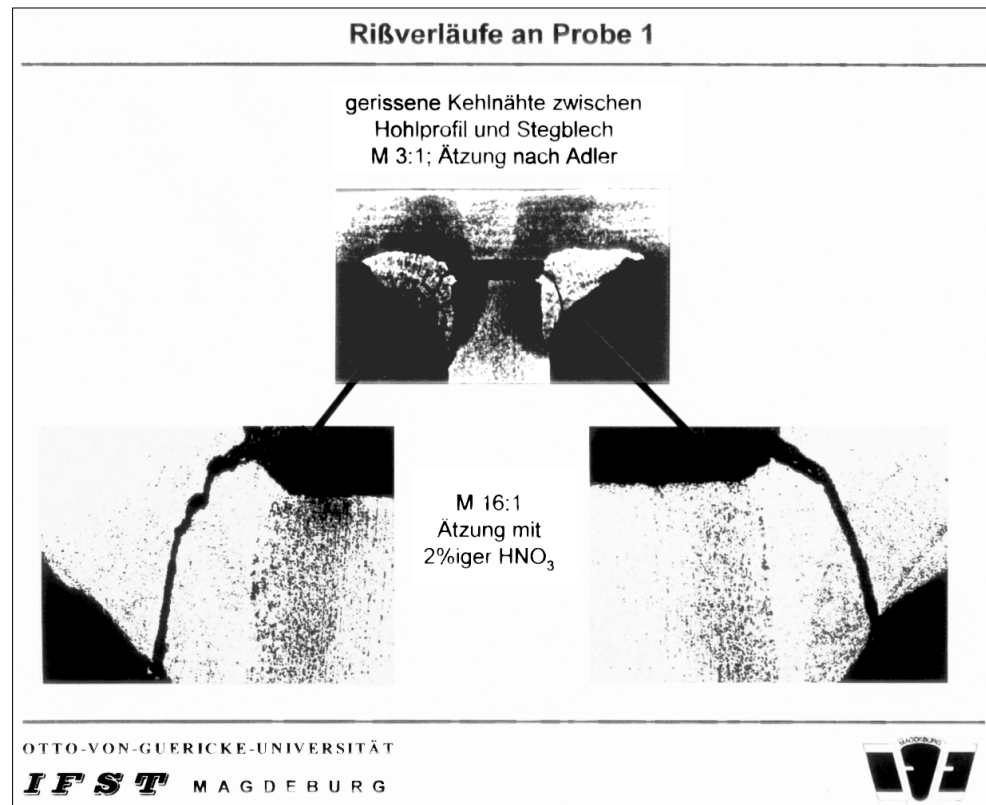 Rißverläufe an Probe 1
gerissene Kehlnähte zwischen
Hohlprofil und Stegblech
M 3:1; Ätzung nach Adler
M 16:1
Ätzung mit
2%iger HNO₃
OTTO-VON-GUERICKE-UNIVERSITÄT
IFST MAGDEBURG
MAGDEBURG